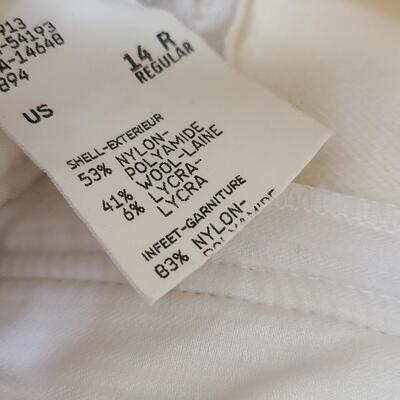 913
-54193
A-14648
894
14 R
REGULAR
US
SHELL-EXTERIEUR
53% NYLON-
POLYAMIDE
41% WOOL-LAINE
6% LYCRA-
LYCRA
INFEET-GARNITURE
83% NYLON-
POLYAMIDE